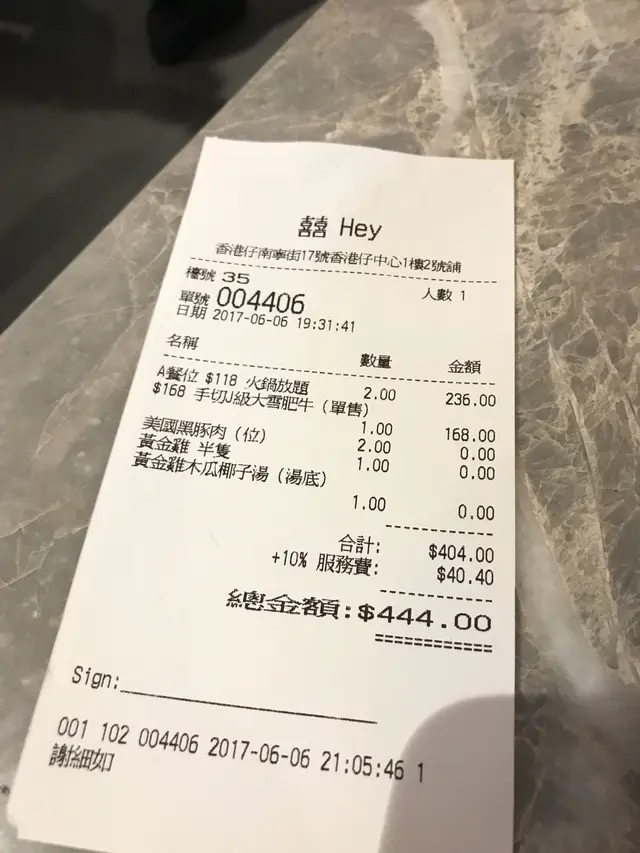 囍 Hey
香港仔南寧街17號香港仔中心1樓2號舖
檯號 35 人數 1
單號 004406
日期 2017-06-06 19:31:41
名稱 數量 金額
A餐位 $118 火鍋放題 2.00 236.00
$168 手切J級大雪肥牛（單售）
1.00 168.00
美國黑豚肉（位） 2.00 0.00
黃金雞 半隻 1.00 0.00
黃金雞木瓜椰子湯（湯底）
1.00 0.00
合計: $404.00
+10% 服務費: $40.40
總金額:$444.00
Sign:
001 102 004406 2017-06-06 21:05:46 1
謝細如